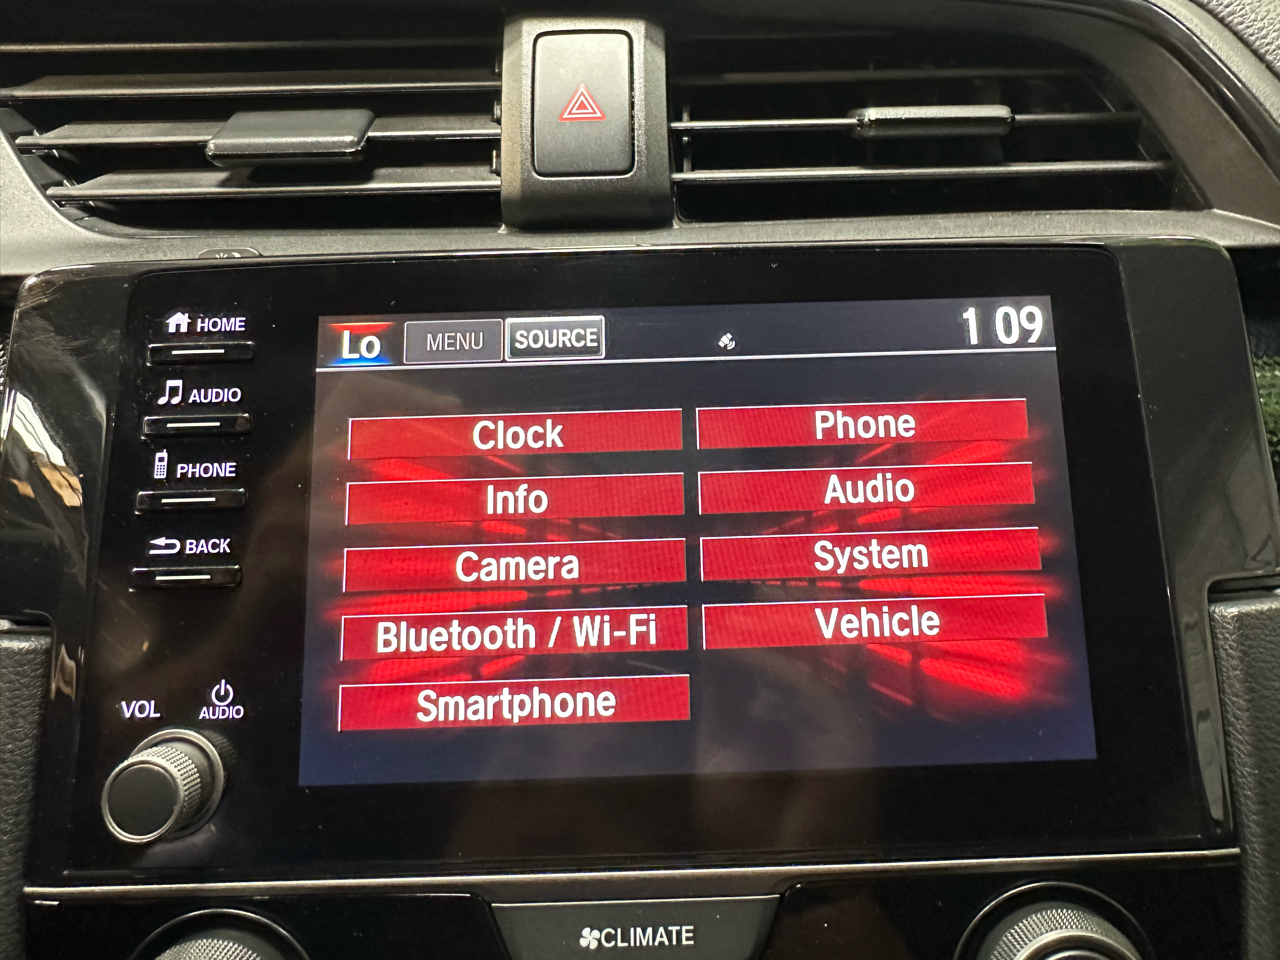 HOME
AUDIO
PHONE
BACK
VOL
AUDIO
Lo MENU SOURCE 1 09
Clock Phone
Info Audio
Camera System
Bluetooth / Wi-Fi Vehicle
Smartphone
CLIMATE